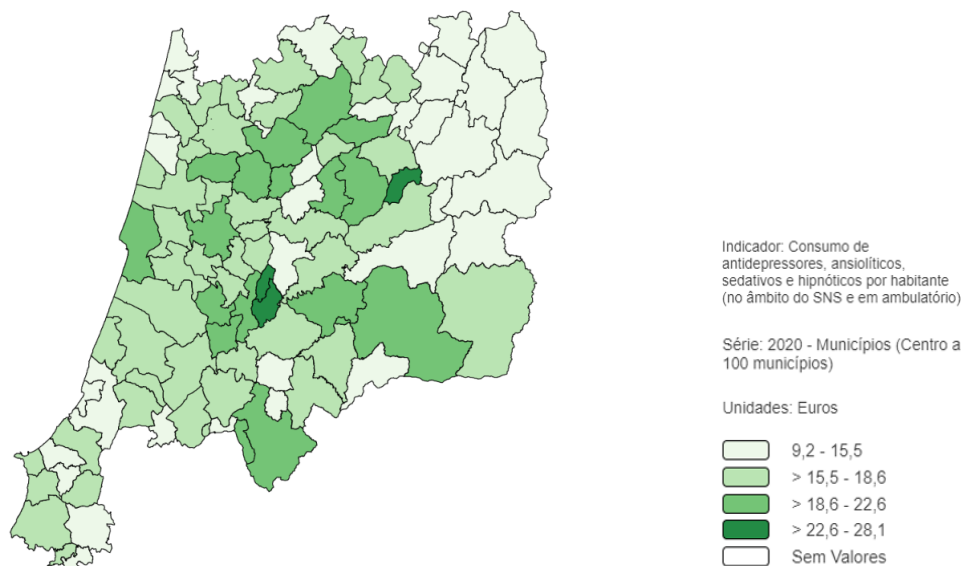 Indicador: Consumo de
antidepressores, ansiolíticos,
sedativos e hipnóticos por habitante
(no âmbito do SNS e em ambulatório)
Série: 2020 - Municípios (Centro a
100 municípios)
Unidades: Euros
9,2 - 15,5
> 15,5 - 18,6
> 18,6 - 22,6
> 22,6 - 28,1
Sem Valores